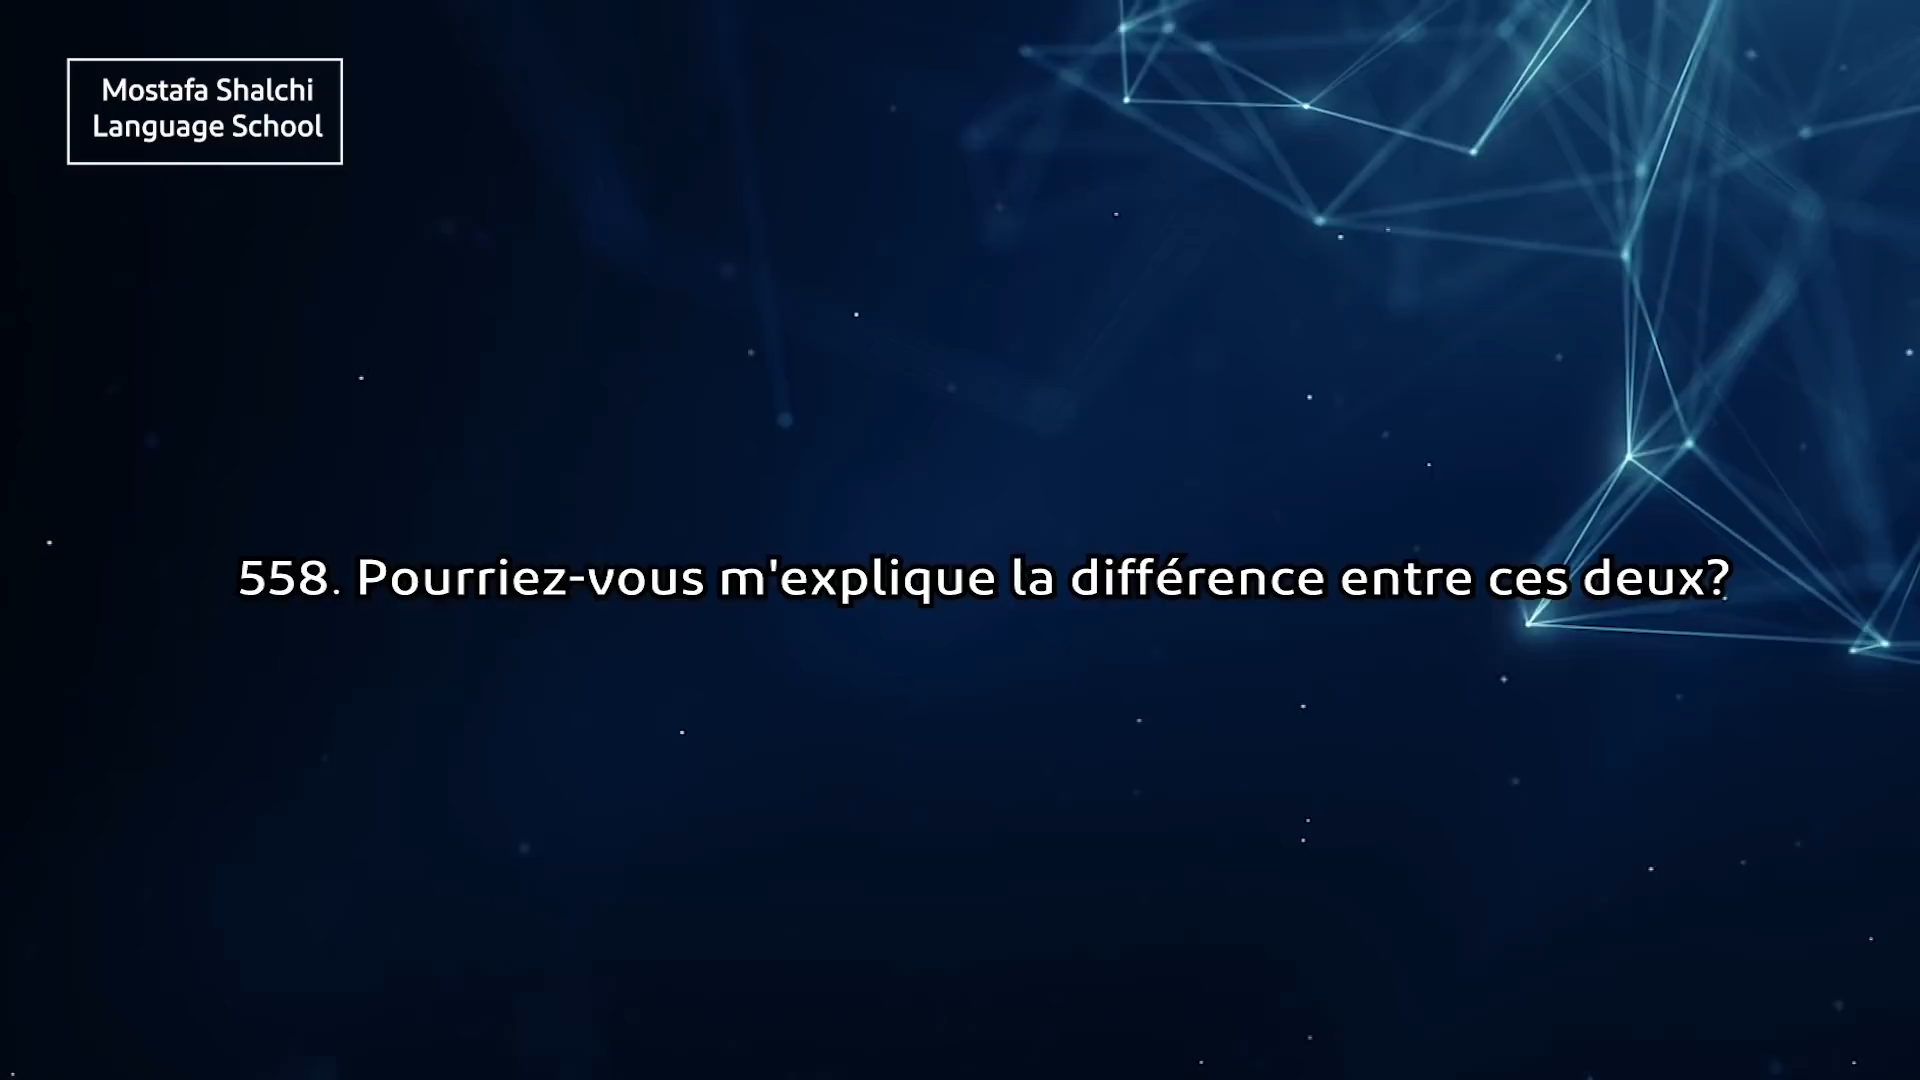 Mostafa Shalchi
Language School
558. Pourriez-vous m'explique la différence entre ces deux?